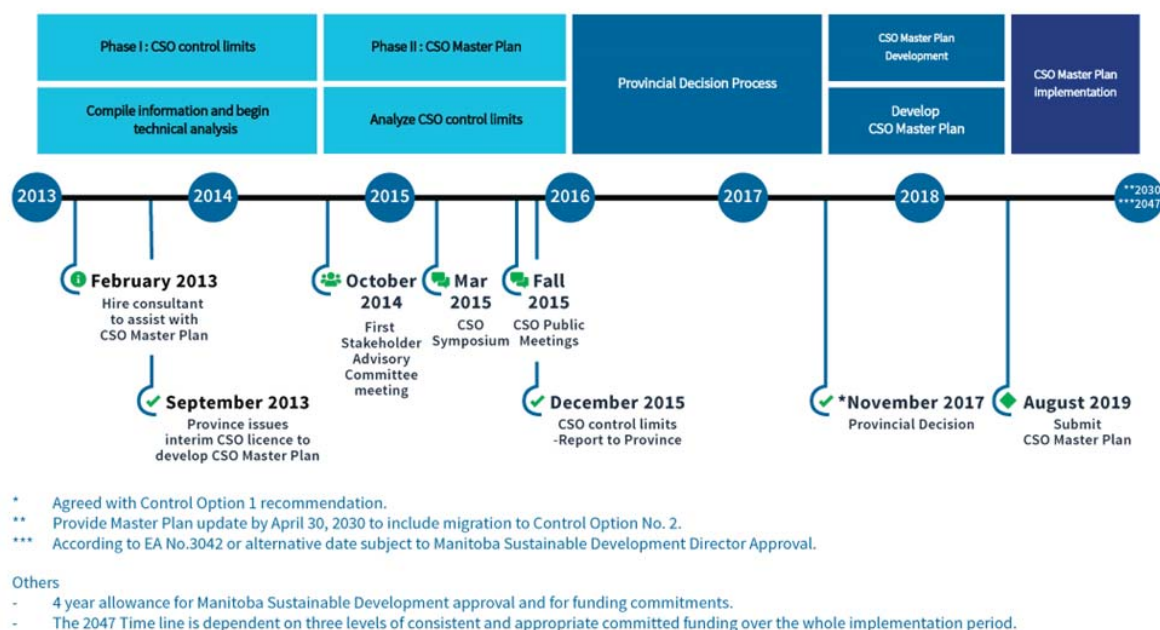 Phase I : CSO control limits
Phase II : CSO Master Plan
Provincial Decision Process
CSO Master Plan
Development
CSO Master Plan
implementation
Compile information and begin
technical analysis
Analyze CSO control limits
Develop
CSO Master Plan
2013
2014
2015
2016
2017
2018
**2030
***2047
February 2013
Hire consultant
to assist with
CSO Master Plan
September 2013
Province issues
interim CSO licence to
develop CSO Master Plan
October
2014
First
Stakeholder
Advisory
Committee
meeting
Mar
2015
CSO
Symposium
Fall
2015
CSO Public
Meetings
December 2015
CSO control limits
-Report to Province
*November 2017
Provincial Decision
August 2019
Submit
CSO Master Plan
* Agreed with Control Option 1 recommendation.
** Provide Master Plan update by April 30, 2030 to include migration to Control Option No. 2.
*** According to EA No.3042 or alternative date subject to Manitoba Sustainable Development Director Approval.
Others
- 4 year allowance for Manitoba Sustainable Development approval and for funding commitments.
- The 2047 Time line is dependent on three levels of consistent and appropriate committed funding over the whole implementation period.